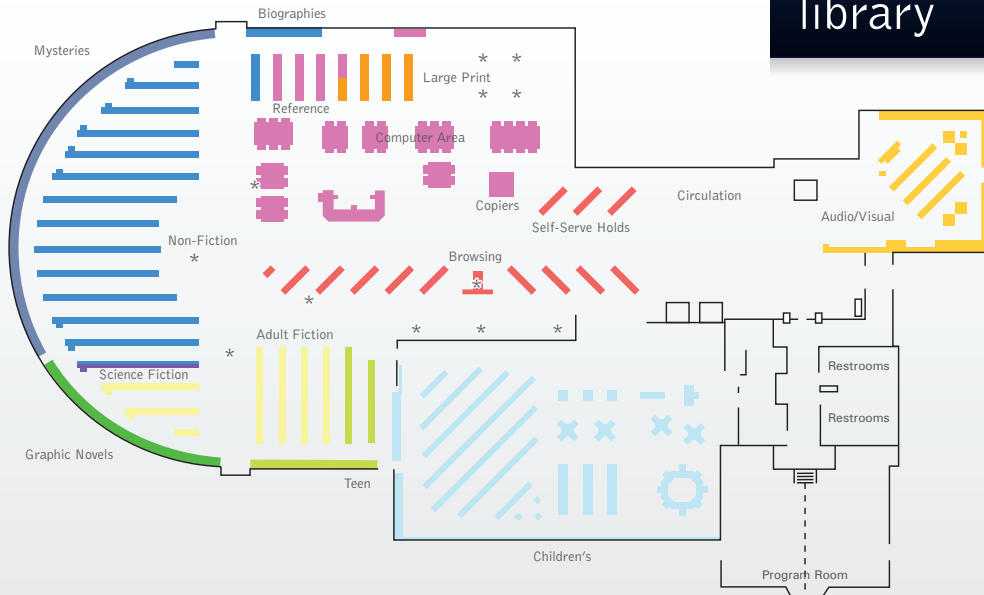 library
Biographies
Mysteries
Large Print
Reference
Computer Area
Copiers
Circulation
Self-Serve Holds
Audio/Visual
Non-Fiction
Browsing
Adult Fiction
Science Fiction
Restrooms
Restrooms
Graphic Novels
Teen
Children's
Program Room